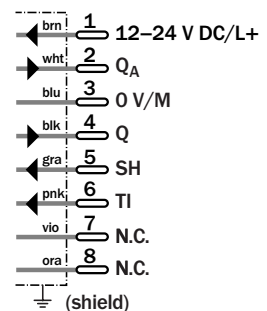 brn 1 12–24 V DC/L+
wht 2 QA
blu 3 0 V/M
blk 4 Q
gra 5 SH
pnk 6 TI
vio 7 N.C.
ora 8 N.C.
(shield)